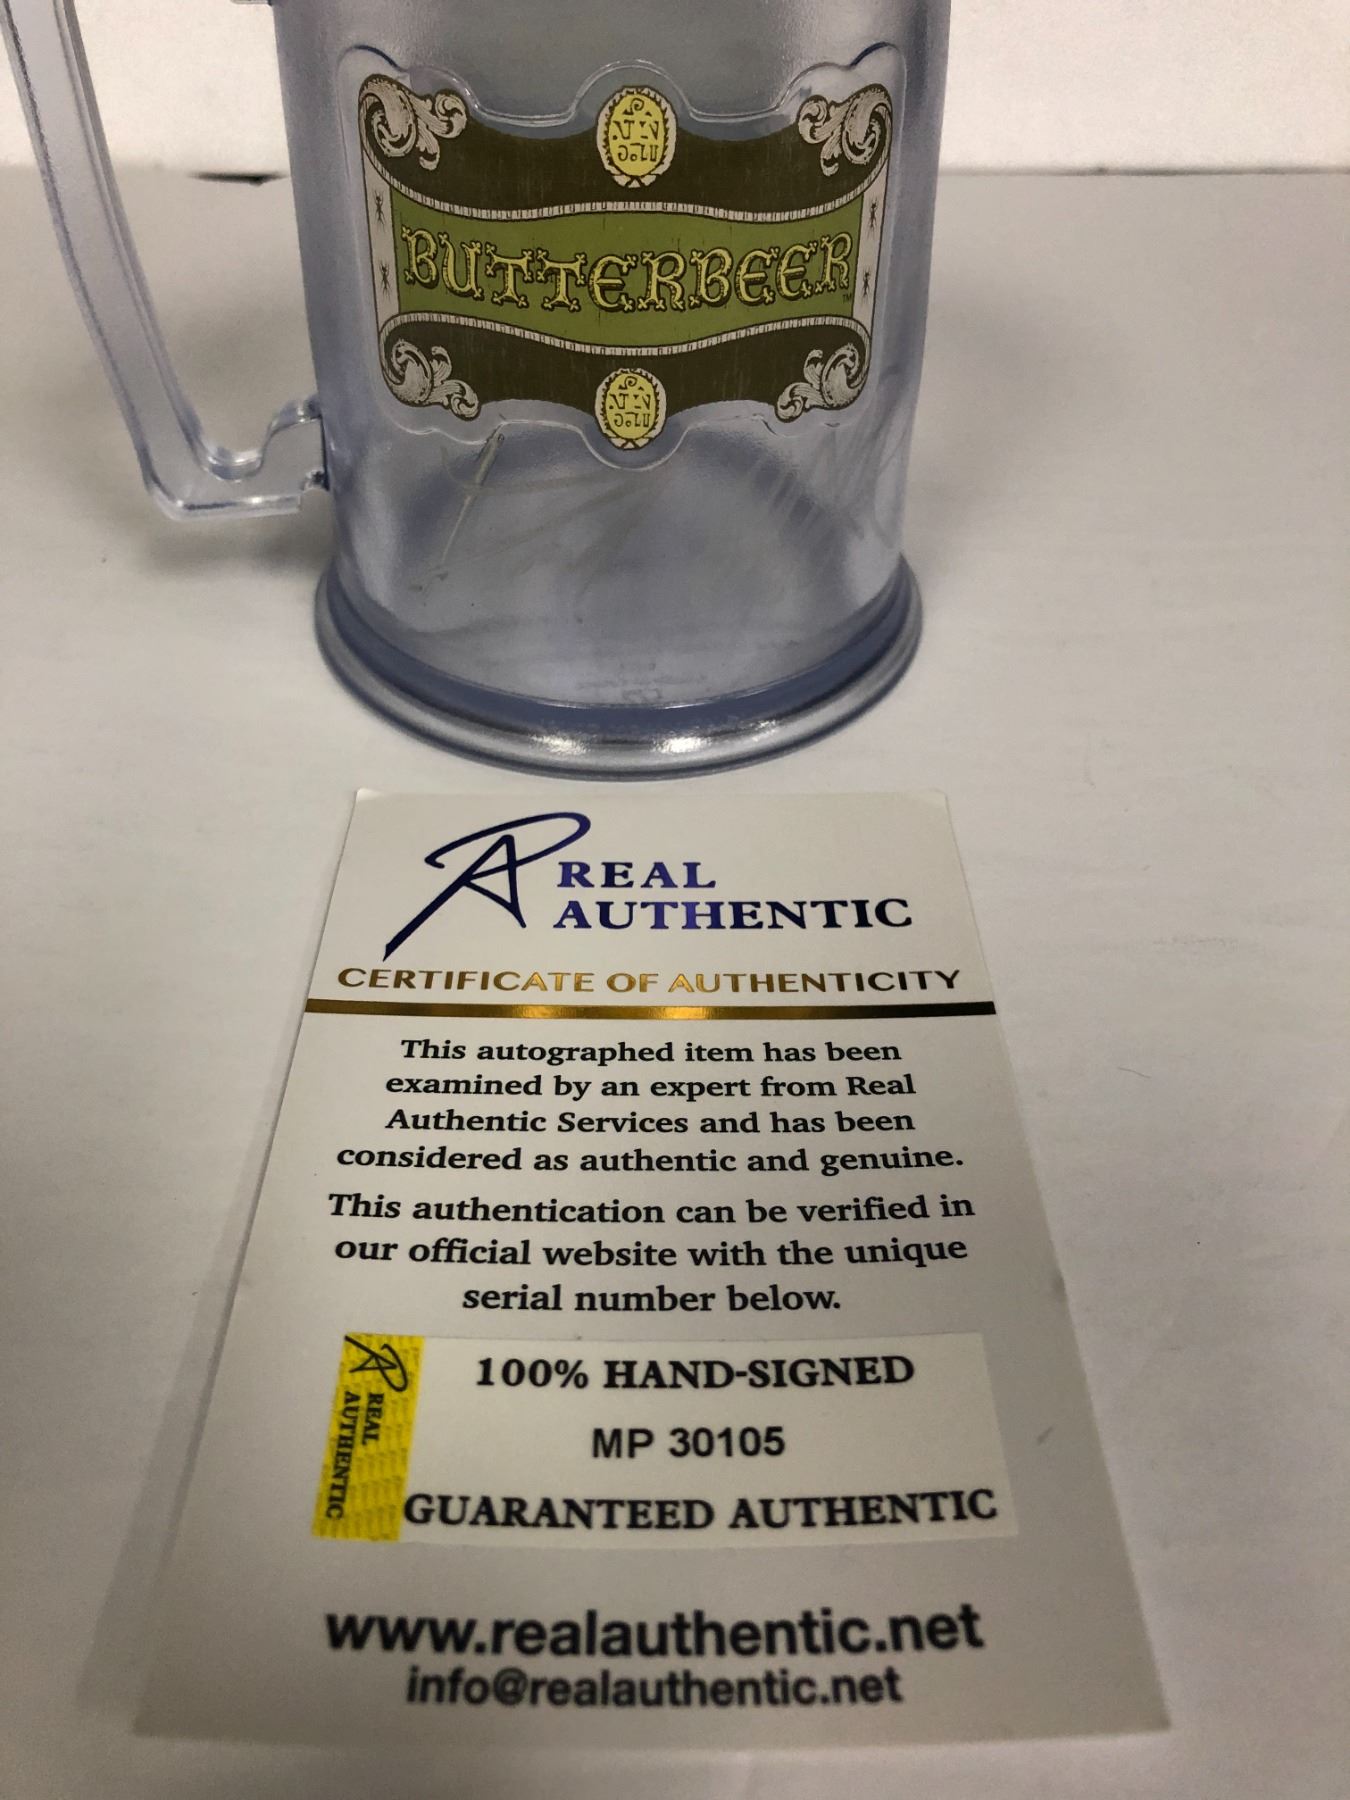 BUTTERBEER
TM
REAL
AUTHENTIC
CERTIFICATE OF AUTHENTICITY
This autographed item has been
examined by an expert from Real
Authentic Services and has been
considered as authentic and genuine.
This authentication can be verified in
our official website with the unique
serial number below.
REAL
AUTHENTIC
100% HAND-SIGNED
MP 30105
GUARANTEED AUTHENTIC
www.realauthentic.net
info@realauthentic.net